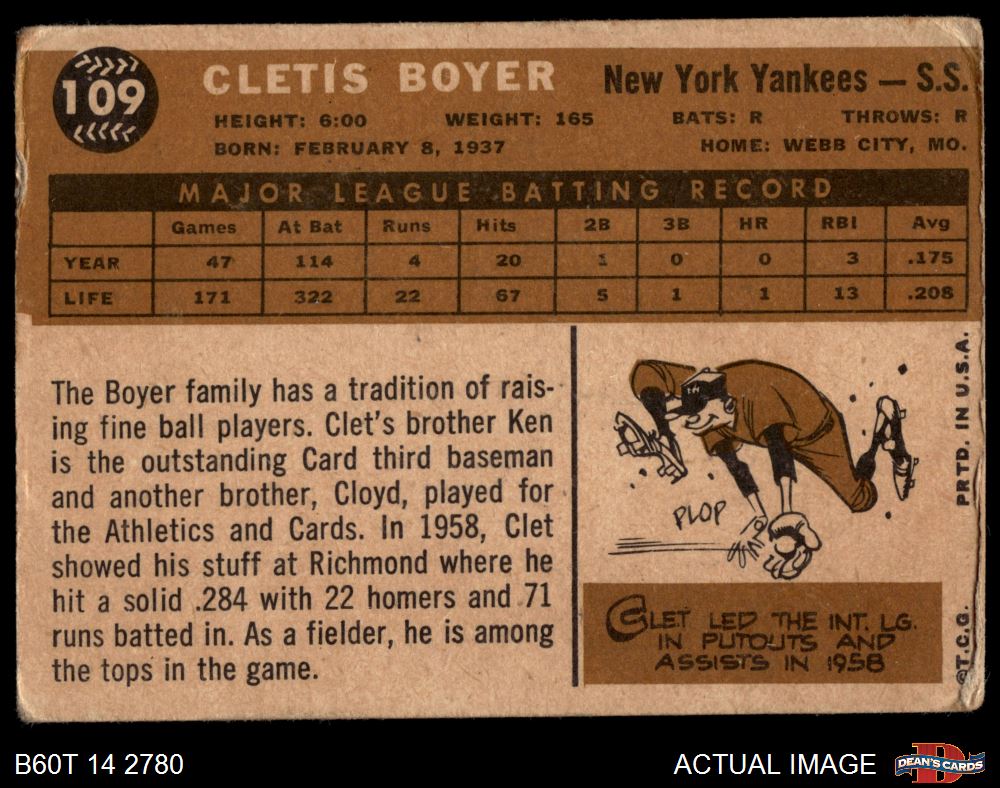 109
CLETIS BOYER
New York Yankees — S.S.
HEIGHT: 6:00 WEIGHT: 165 BATS: R THROWS: R
BORN: FEBRUARY 8, 1937 HOME: WEBB CITY, MO.
MAJOR LEAGUE BATTING RECORD
Games At Bat Runs Hits 2B 3B HR RBI Avg
YEAR 47 114 4 20 1 0 0 3 .175
LIFE 171 322 22 67 5 1 1 13 .208
The Boyer family has a tradition of rais-
ing fine ball players. Clet's brother Ken
is the outstanding Card third baseman
and another brother, Cloyd, played for
the Athletics and Cards. In 1958, Clet
showed his stuff at Richmond where he
hit a solid .284 with 22 homers and 71
runs batted in. As a fielder, he is among
the tops in the game.
PLOP
CLET LED THE INT. LG.
IN PUTOUTS AND
ASSISTS IN 1958
©T.C.G. PRTD. IN U.S.A.
B60T 14 2780
ACTUAL IMAGE
D
DEAN'S CARDS